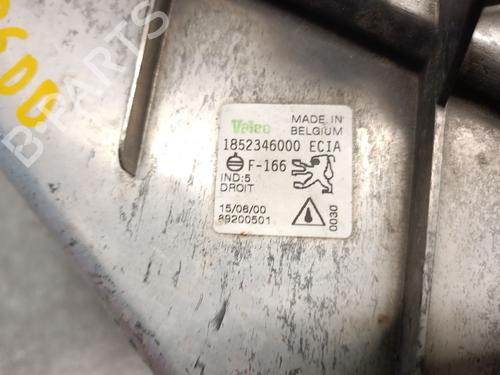 Valeo
MADE IN
BELGIUM
1852346000 ECIA
F-166
IND:5
DROIT
15/06/00
89200501
0030
B-PARTS